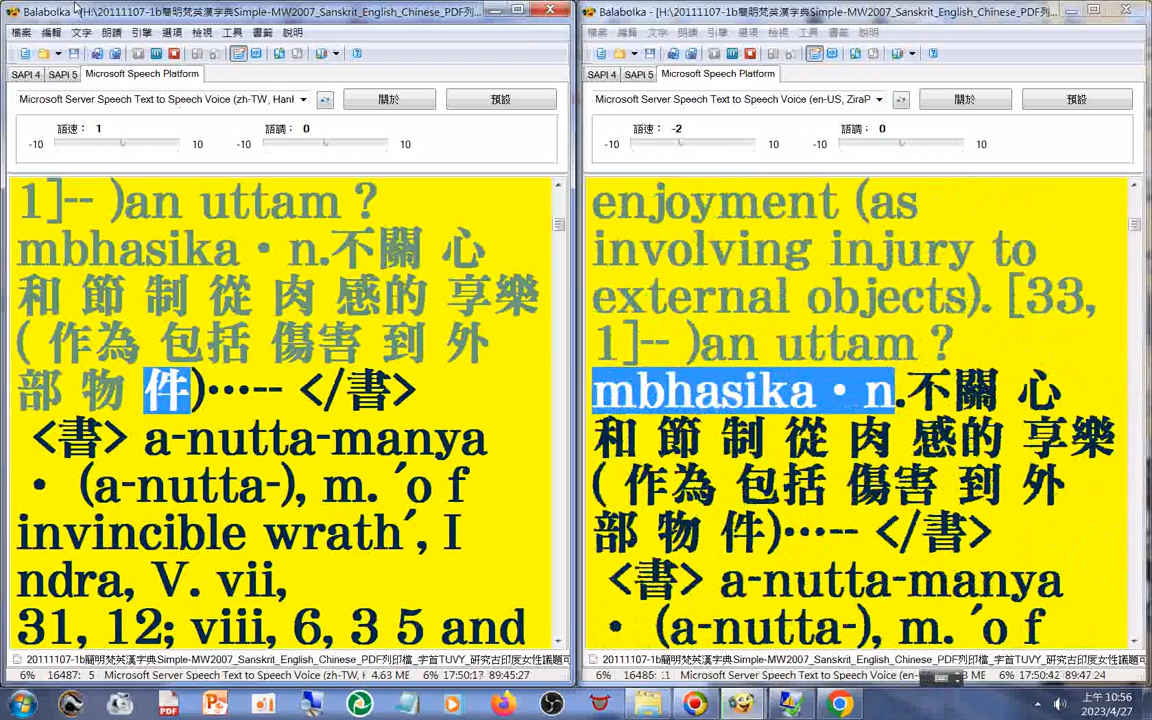 Balabolka - [H:\20111107-1b簡明梵英漢字典Simple-MW2007_Sanskrit_English_Chinese_PDF列...
檔案 編輯 文字 朗讀 引擎 選項 檢視 工具 書籤 說明
SAPI 4 SAPI 5 Microsoft Speech Platform
Microsoft Server Speech Text to Speech Voice (zh-TW, Hanl 關於 預設
語速: 1 語調: 0
-10 10 -10 10
1]-- )an uttam ?
mbhasika・n.不關 心
和 節 制 從 肉 感的 享樂
( 作為 包括 傷害 到 外
部 物 件)…-- </書>
<書> a-nutta-manya
・ (a-nutta-), m. ´o f
invincible wrath´, I
ndra, V. vii,
31, 12; viii, 6, 3 5 and
20111107-1b簡明梵英漢字典Simple-MW2007_Sanskrit_English_Chinese_PDF列印檔_字首TUVY_研究古印度女性議題可
6% 16487: 5 Microsoft Server Speech Text to Speech Voice (zh-TW, H 4.63 ME 6% 17:50:17 89:45:27
Balabolka - [H:\20111107-1b簡明梵英漢字典Simple-MW2007_Sanskrit_English_Chinese_PDF列...
檔案 編輯 文字 朗讀 引擎 選項 檢視 工具 書籤 說明
SAPI 4 SAPI 5 Microsoft Speech Platform
Microsoft Server Speech Text to Speech Voice (en-US, ZiraP 關於 預設
語速: -2 語調: 0
-10 10 -10 10
enjoyment (as
involving injury to
external objects). [33,
1]-- )an uttam ?
mbhasika・n.不關 心
和 節 制 從 肉 感的 享樂
( 作為 包括 傷害 到 外
部 物 件)…-- </書>
<書> a-nutta-manya
・ (a-nutta-), m. ´o f
20111107-1b簡明梵英漢字典Simple-MW2007_Sanskrit_English_Chinese_PDF列印檔_字首TUVY_研究古印度女性議題可
6% 16485: Microsoft Server Speech Text to Speech Voice (en 6% 17:50:42 89:47:24
上午 10:56
2023/4/27